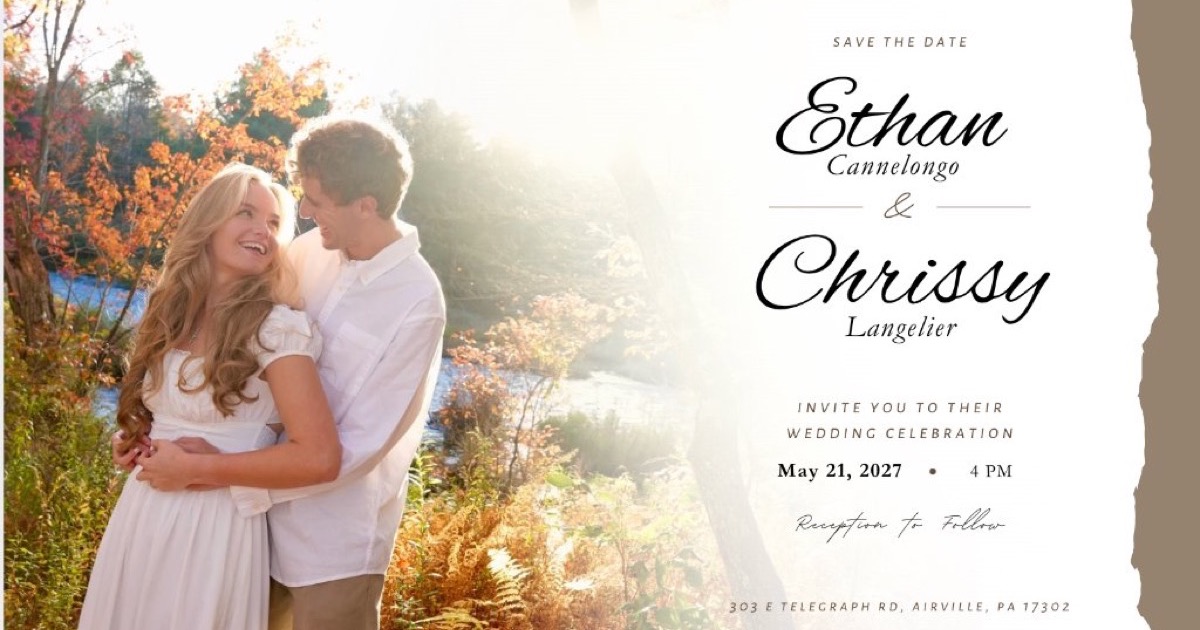 SAVE THE DATE
Ethan
Cannelongo
&
Chrissy
Langelier
INVITE YOU TO THEIR
WEDDING CELEBRATION
May 21, 2027 • 4 PM
Reception to Follow
303 E TELEGRAPH RD, AIRVILLE, PA 17302